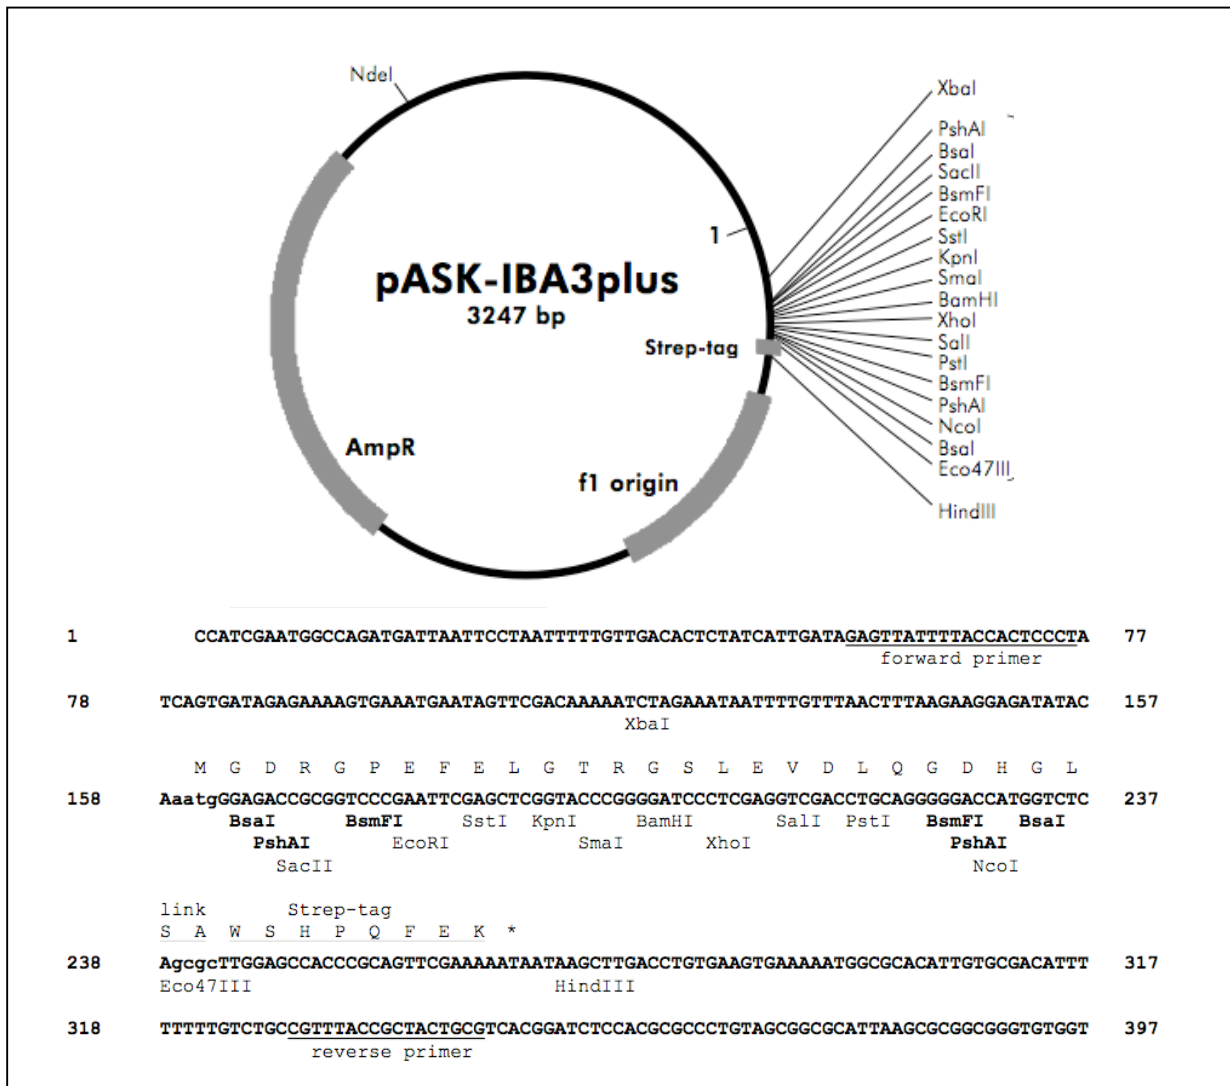 NdeI
XbaI
PshAI
BsaI
SacII
BsmFI
EcoRI
SstI
KpnI
SmaI
BamHI
XhoI
SalI
PstI
BsmFI
PshAI
NcoI
BsaI
Eco47III
HindIII
1
pASK-IBA3plus
3247 bp
Strep-tag
AmpR
f1 origin
1 CCATCGAATGGCCAGATGATTAATTCCTAATTTTTGTTGACACTCTATCATTGATAGAGTTATTTTACCACTCCCTA 77
forward primer
78 TCAGTGATAGAGAAAAGTGAAATGAATAGTTCGACAAAAATCTAGAAATAATTTTGTTTAACTTTAAGAAGGAGATATAC 157
XbaI
M G D R G P E F E L G T R G S L E V D L Q G D H G L
158 AaatgGGAGACCGCGGTCCCGAATTCGAGCTCGGTACCCGGGGATCCCTCGAGGTCGACCTGCAGGGGGACCATGGTCTC 237
BsaI BsmFI SstI KpnI BamHI SalI PstI BsmFI BsaI
PshAI EcoRI SmaI XhoI PshAI
SacII NcoI
link Strep-tag
S A W S H P Q F E K *
238 AgcgcTTGGAGCCACCCGCAGTTCGAAAAATAATAAGCTTGACCTGTGAAGTGAAAAATGGCGCACATTGTGCGACATTT 317
Eco47III HindIII
318 TTTTTGTCTGCCGTTTACCGCTACTGCGTCACGGATCTCCACGCGCCCTGTAGCGGCGCATTAAGCGCGGCGGGTGTGGT 397
reverse primer